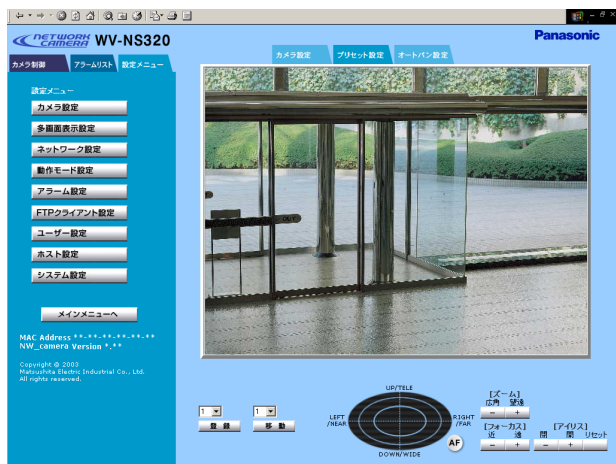 NETWORK CAMERA WV-NS320
Panasonic
カメラ制御 アラームリスト 設定メニュー
カメラ設定 プリセット設定 オートパン設定
設定メニュー
カメラ設定
多画面表示設定
ネットワーク設定
動作モード設定
アラーム設定
FTPクライアント設定
ユーザー設定
ホスト設定
システム設定
メインメニューへ
MAC Address **-**-**-**-**-**
NW_camera Version *.**
Copyright © 2003
Matsushita Electric Industrial Co., Ltd.
All rights reserved.
1 1
登録 移動
UP/TELE
LEFT /NEAR
RIGHT /FAR
DOWN/WIDE
AF
[ズーム]
広角 望遠
- +
[フォーカス] [アイリス]
近 遠 閉 開 リセット
- + - +